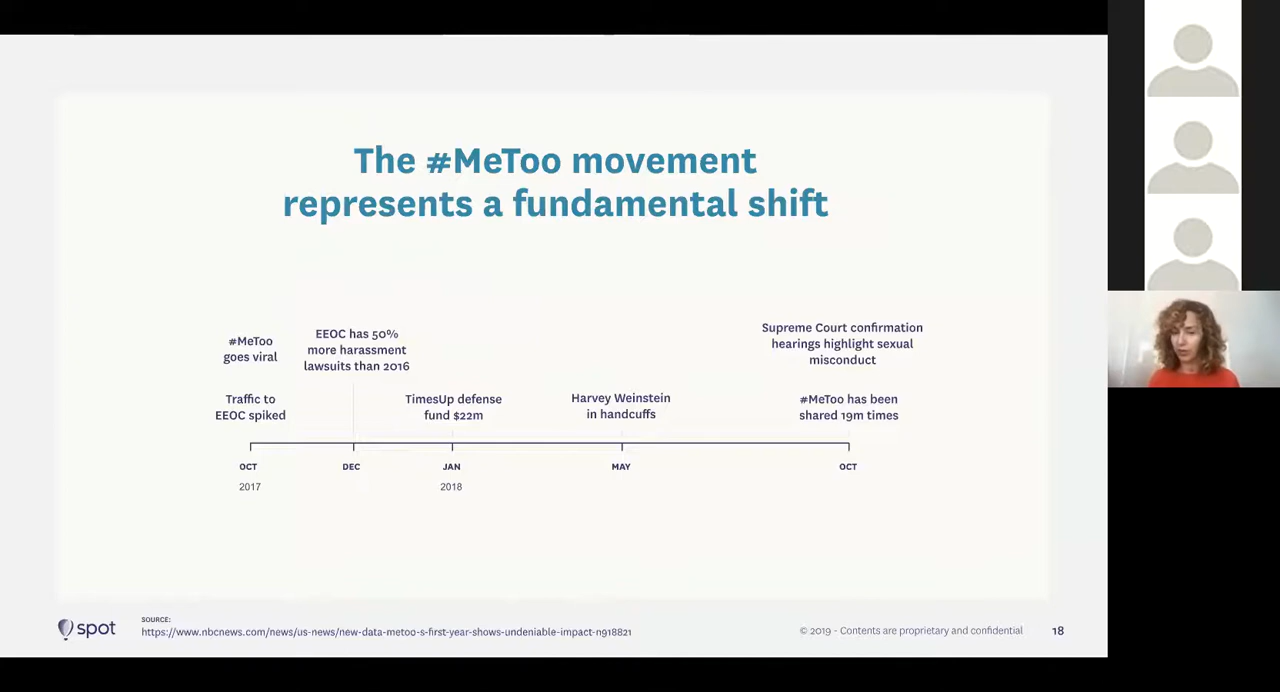 The #MeToo movement
represents a fundamental shift
#MeToo
goes viral
Traffic to
EEOC spiked
EEOC has 50%
more harassment
lawsuits than 2016
TimesUp defense
fund $22m
Harvey Weinstein
in handcuffs
Supreme Court confirmation
hearings highlight sexual
misconduct
#MeToo has been
shared 19m times
OCT
2017
DEC
JAN
2018
MAY
OCT
spot
SOURCE:
https://www.nbcnews.com/news/us-news/new-data-metoo-s-first-year-shows-undeniable-impact-n918821
© 2019 - Contents are proprietary and confidential
18